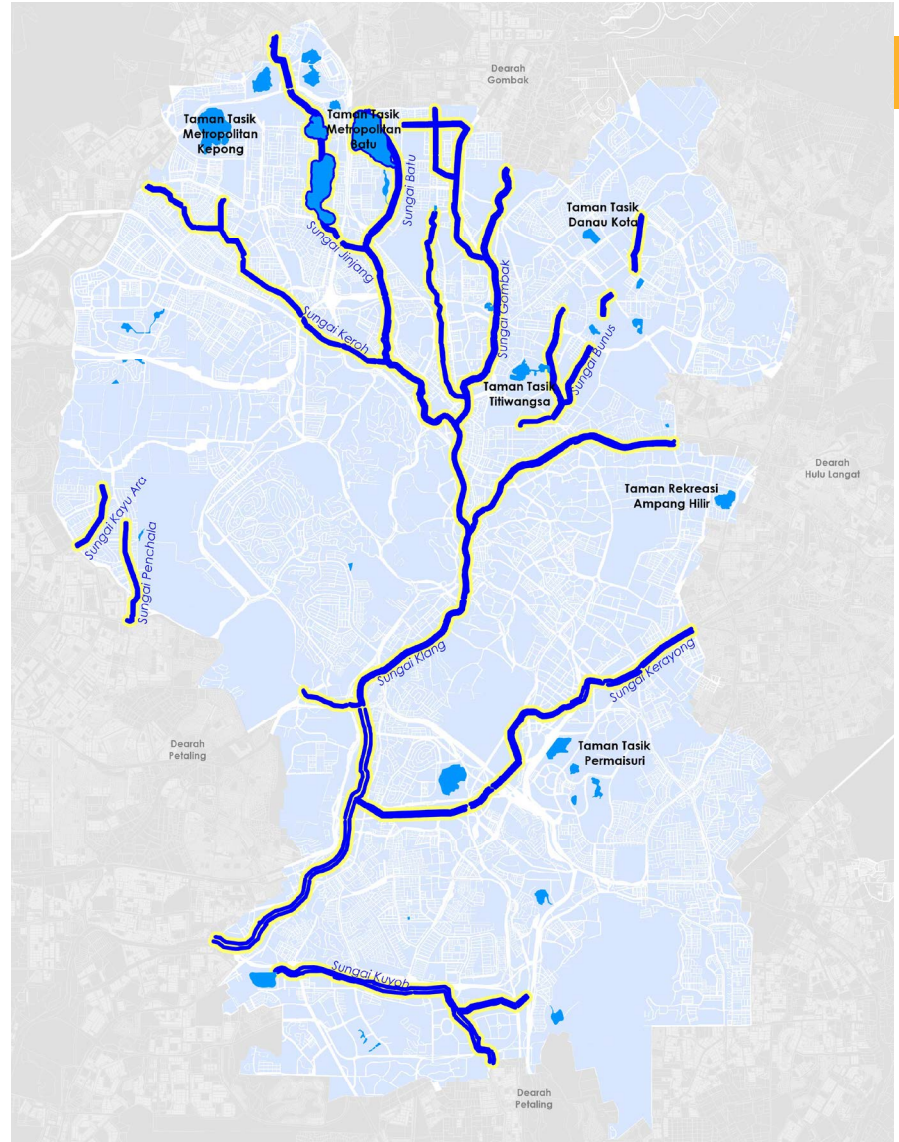 Dearah
Gombak
Taman Tasik
Metropolitan
Kepong
Taman Tasik
Metropolitan
Batu
Sungai Batu
Taman Tasik
Danau Kota
Sungai Jinjang
Sungai Gombak
Sungai Keroh
Sungai Bunus
Taman Tasik
Titiwangsa
Dearah
Hulu Langat
Taman Rekreasi
Ampang Hilir
Sungai Kayu Ara
Sungai Penchala
Sungai Klang
Sungai Kerayong
Dearah
Petaling
Taman Tasik
Permaisuri
Sungai Kuyoh
Dearah
Petaling